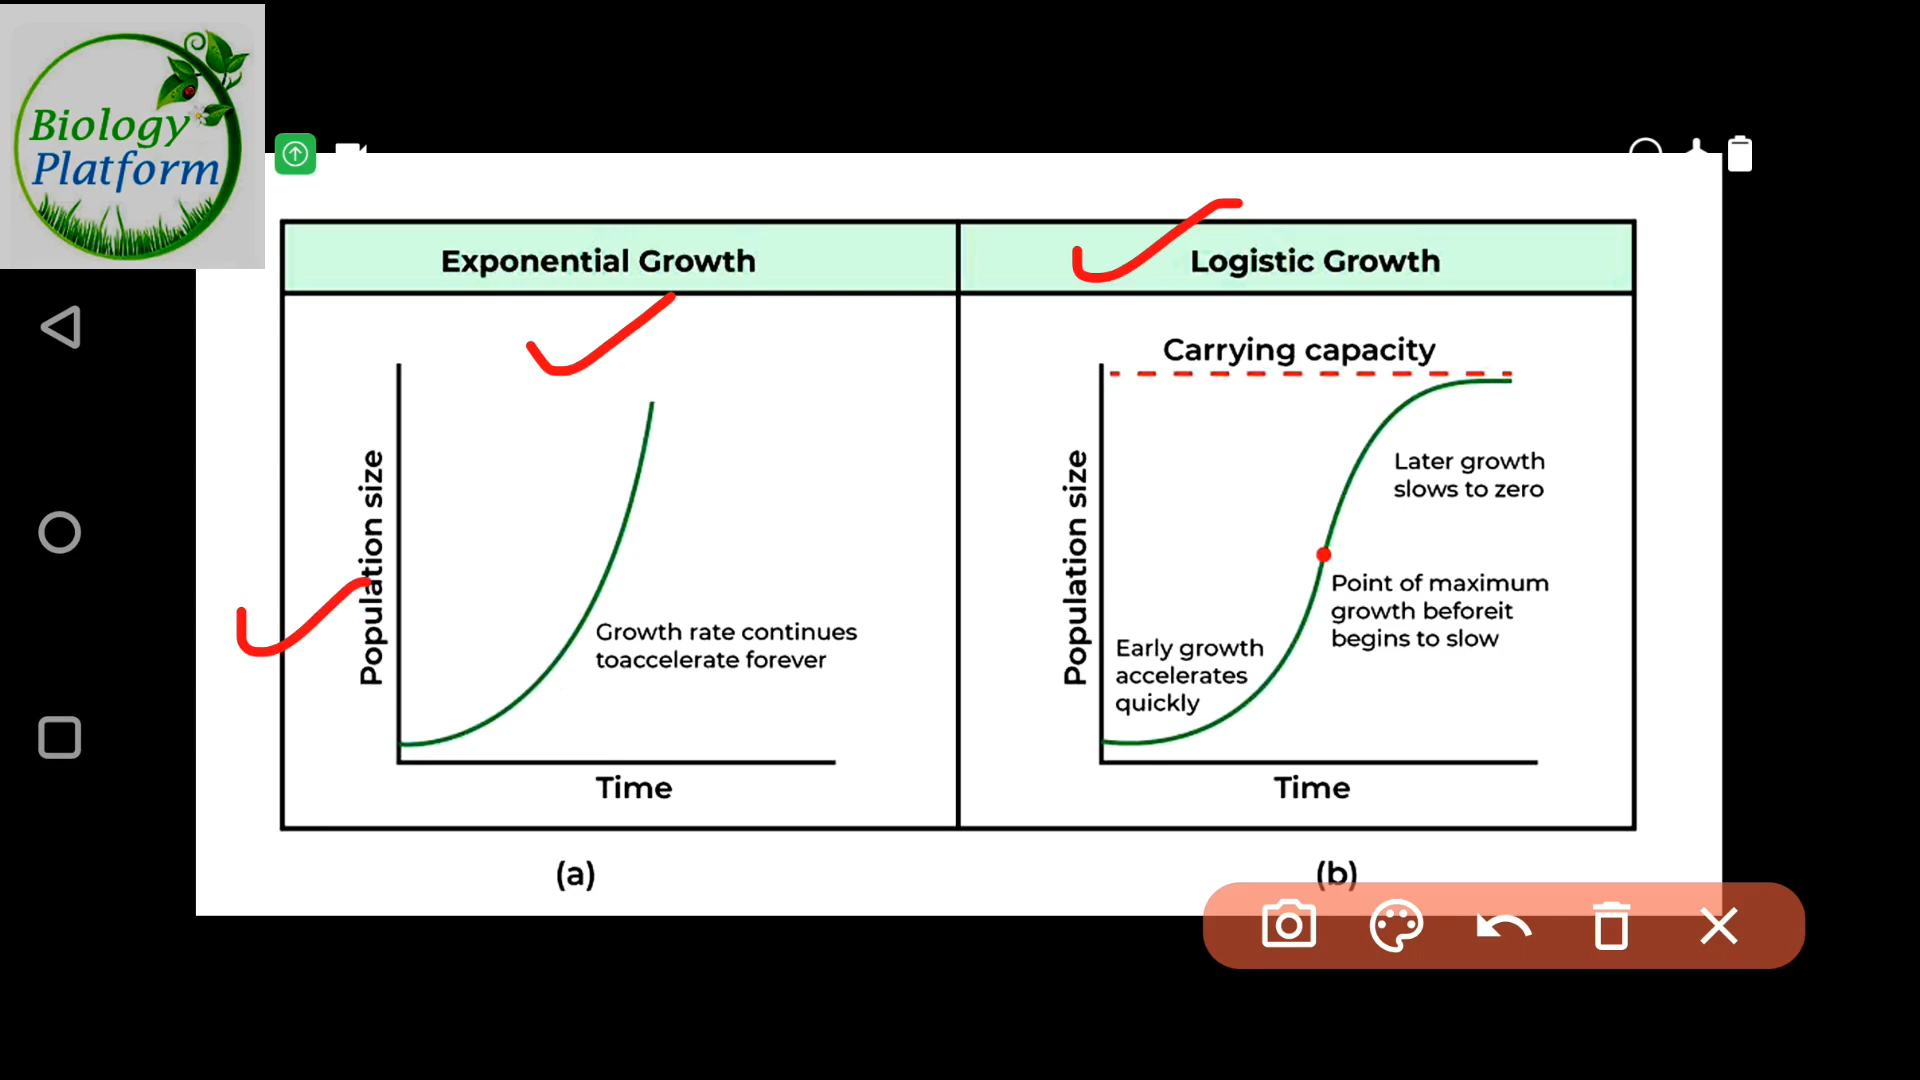 Biology
Platform
Exponential Growth
Logistic Growth
Population size
Growth rate continues
toaccelerate forever
Time
(a)
Carrying capacity
Population size
Later growth
slows to zero
Point of maximum
growth beforeit
begins to slow
Early growth
accelerates
quickly
Time
(b)